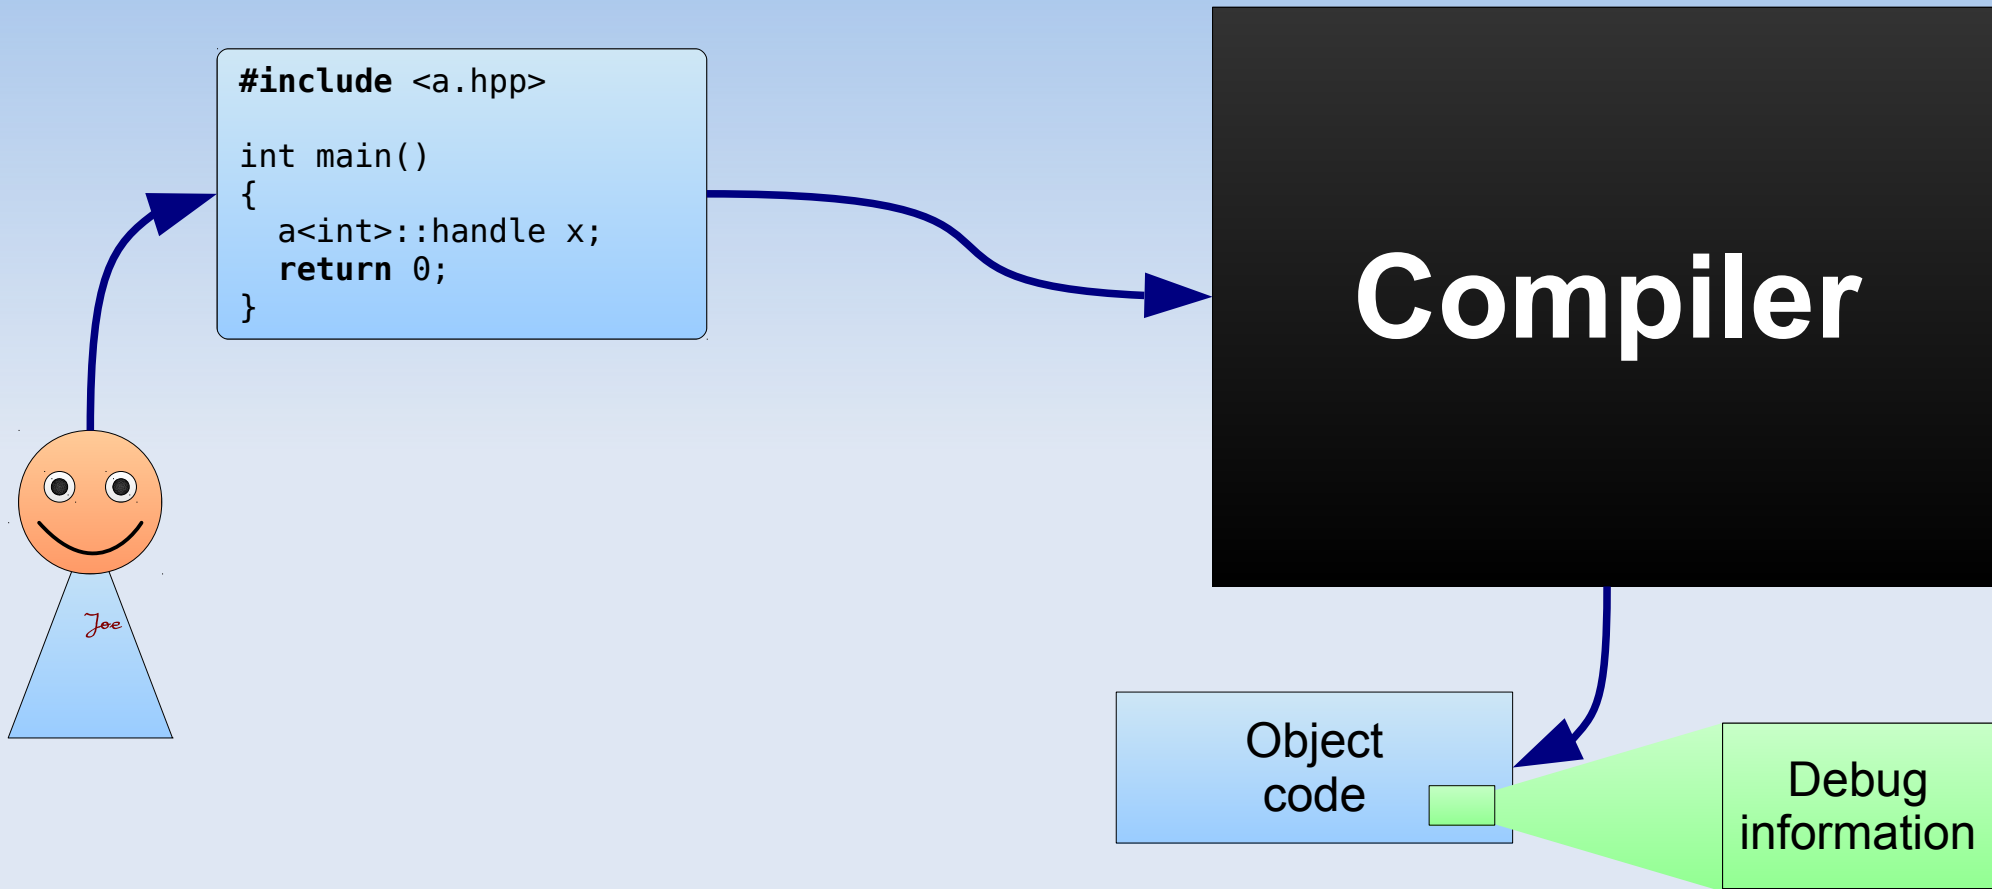 #include <a.hpp>
int main()
{
  a<int>::handle x;
  return 0;
}
Compiler
Joe
Object
code
Debug
information